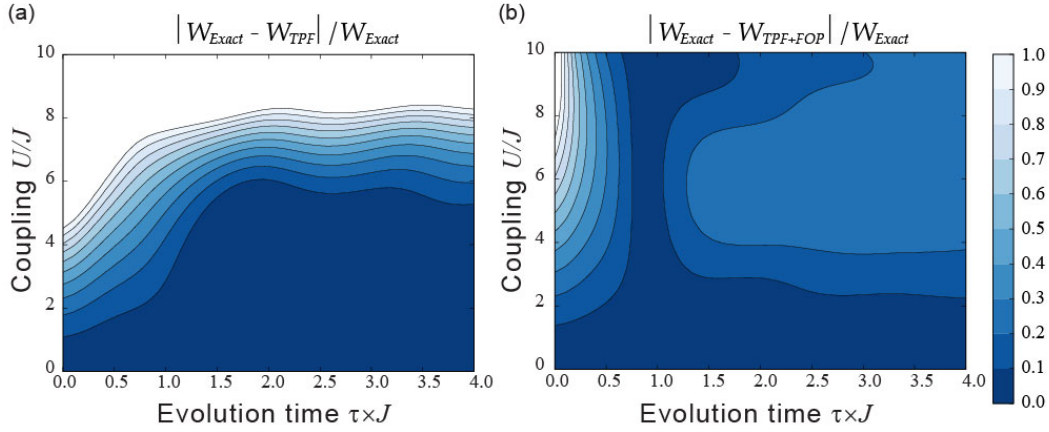 (a)
|W_Exact - W_TPF| / W_Exact
10
8
6
4
2
0
Coupling U/J
0.0 0.5 1.0 1.5 2.0 2.5 3.0 3.5 4.0
Evolution time τ×J
(b)
|W_Exact - W_TPF+FOP| / W_Exact
10
8
6
4
2
0
Coupling U/J
0.0 0.5 1.0 1.5 2.0 2.5 3.0 3.5 4.0
Evolution time τ×J
1.0
0.9
0.8
0.7
0.6
0.5
0.4
0.3
0.2
0.1
0.0